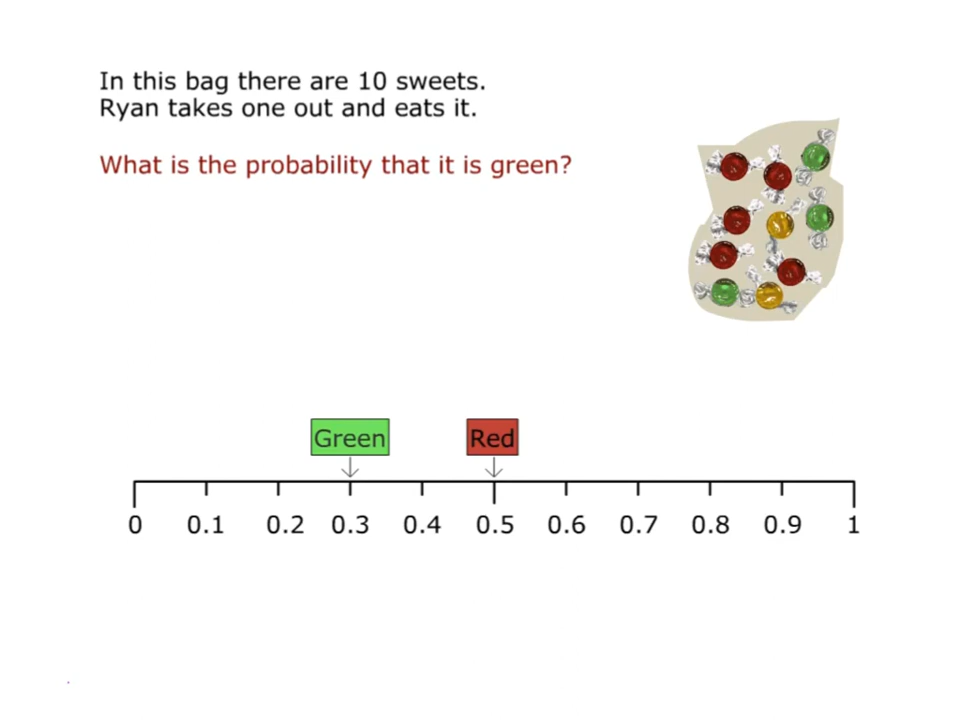 In this bag there are 10 sweets.
Ryan takes one out and eats it.
What is the probability that it is green?
Green Red
0 0.1 0.2 0.3 0.4 0.5 0.6 0.7 0.8 0.9 1